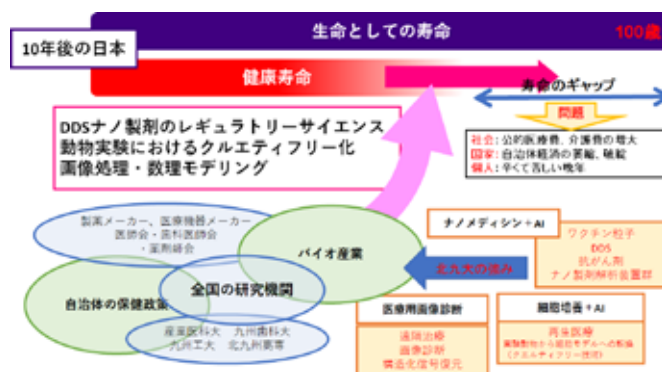 生命としての寿命
100歳
10年後の日本
健康寿命
寿命のギャップ
問題
DDSナノ製剤のレギュラトリーサイエンス
動物実験におけるクルエティフリー化
画像処理・数理モデリング
社会：公的医療費、介護費の増大
国家：自治体経済の萎縮、破綻
個人：辛くて苦しい晩年
製薬メーカー、医療機器メーカー
医師会・歯科医師会
・薬剤師会
バイオ産業
ナノメディシン+AI
ワクチン粒子
DDS
抗がん剤
ナノ製剤解析装置群
北九大の強み
全国の研究機関
自治体の保健政策
産業医科大 九州歯科大
九州工大 北九州高専
医療用画像診断
遠隔治療
画像診断
構造化信号復元
細胞培養+AI
再生医療
実験動物から細胞モデルへの転換
(クエルティフリー技術)